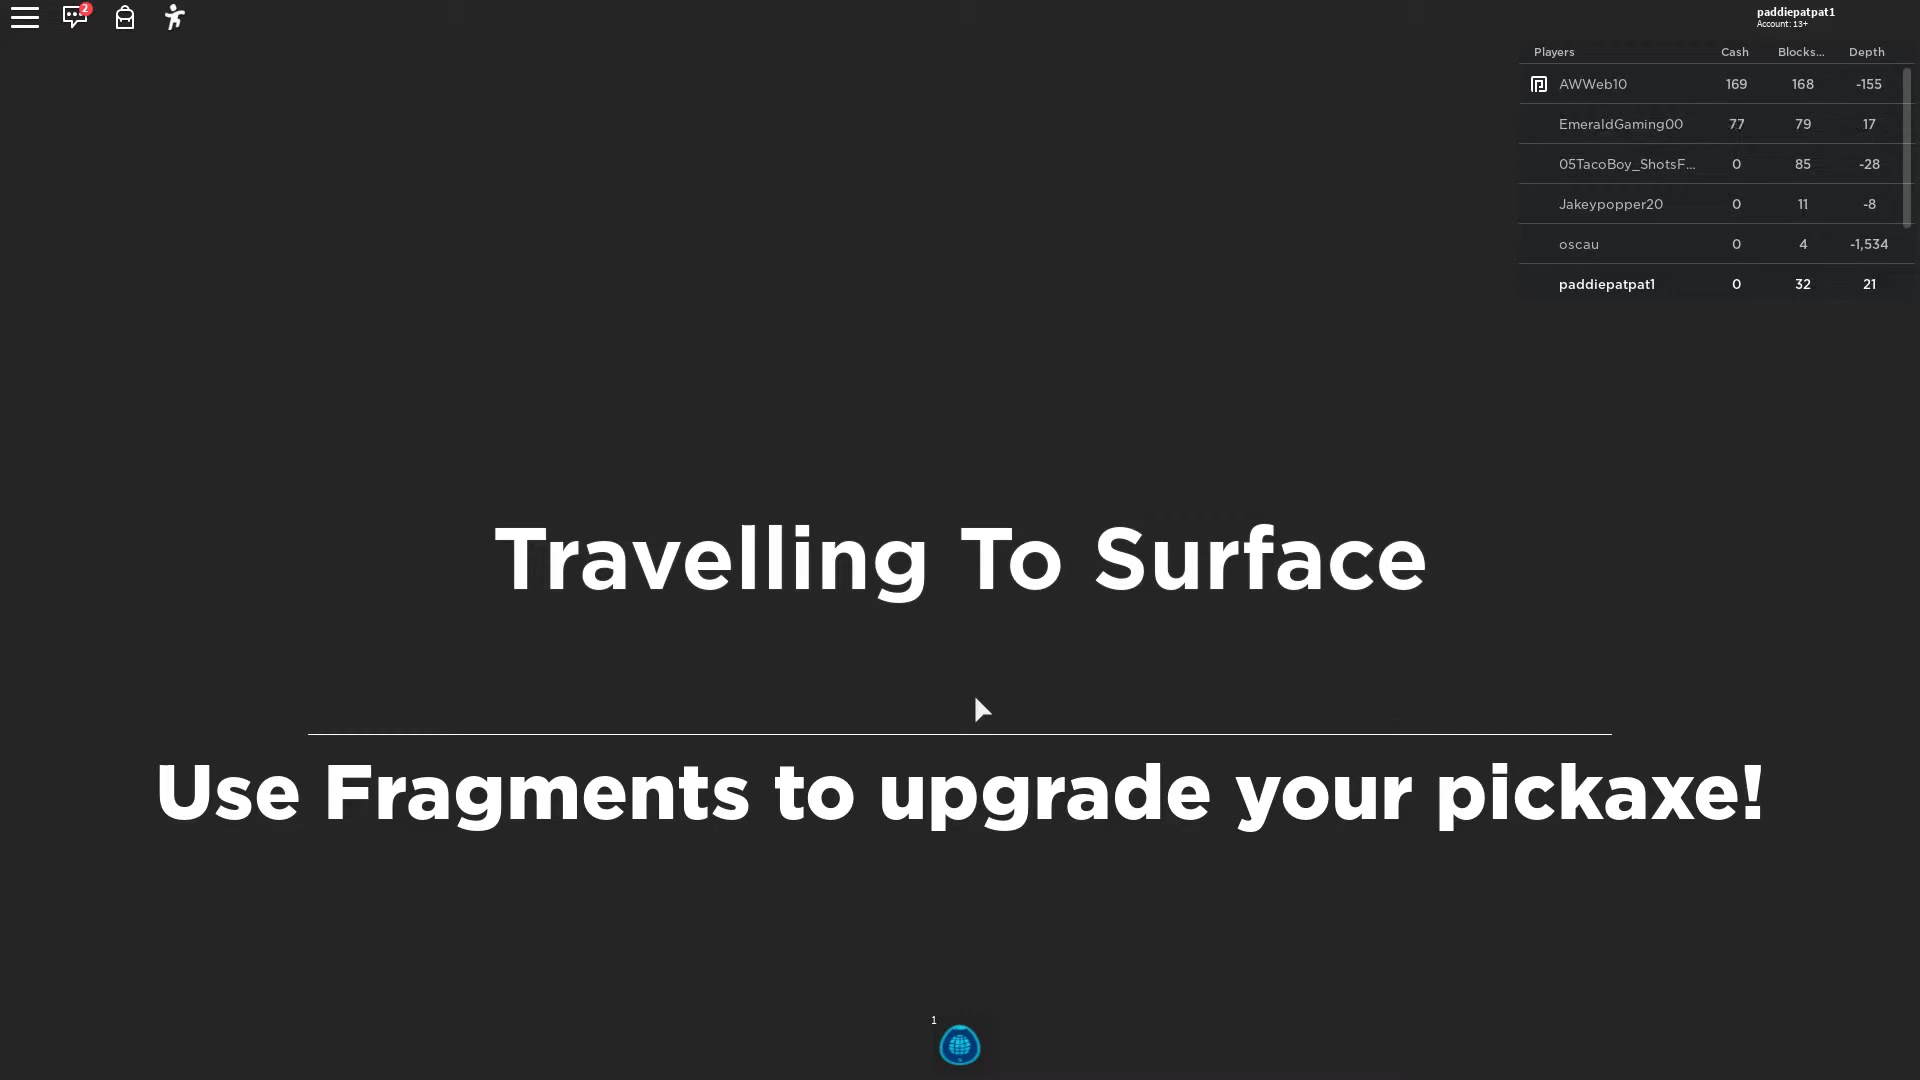 2
paddiepatpat1
Account: 13+
Players Cash Blocks... Depth
AWWeb10 169 168 -155
EmeraldGaming00 77 79 17
05TacoBoy_ShotsF... 0 85 -28
Jakeypopper20 0 11 -8
oscau 0 4 -1,534
paddiepatpat1 0 32 21
Travelling To Surface
Use Fragments to upgrade your pickaxe!
1